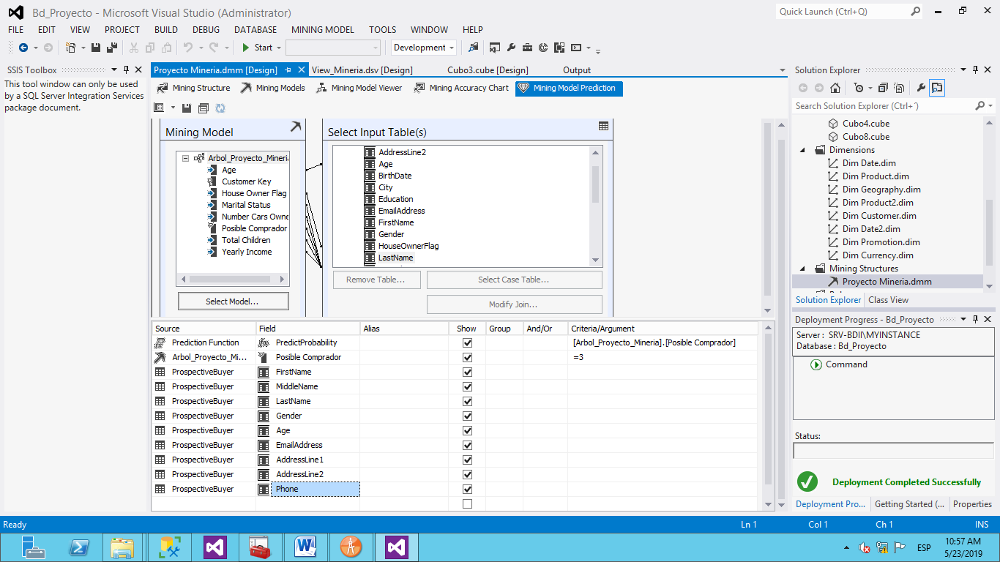 Bd_Proyecto - Microsoft Visual Studio (Administrator)
Quick Launch (Ctrl+Q)
FILE EDIT VIEW PROJECT BUILD DEBUG DATABASE MINING MODEL TOOLS WINDOW HELP
Start Development
SSIS Toolbox
This tool window can only be used
by a SQL Server Integration Services
package document.
Proyecto Mineria.dmm [Design] View_Mineria.dsv [Design] Cubo3.cube [Design] Output
Mining Structure Mining Models Mining Model Viewer Mining Accuracy Chart Mining Model Prediction
Mining Model
Arbol_Proyecto_Mineri
Age
Customer Key
House Owner Flag
Marital Status
Number Cars Owne
Posible Comprador
Total Children
Yearly Income
Select Model...
Select Input Table(s)
AddressLine2
Age
BirthDate
City
Education
EmailAddress
FirstName
Gender
HouseOwnerFlag
LastName
Remove Table... Select Case Table...
Modify Join...
Source Field Alias Show Group And/Or Criteria/Argument
Prediction Function PredictProbability [Arbol_Proyecto_Mineria].[Posible Comprador]
Arbol_Proyecto_Mi... Posible Comprador =3
ProspectiveBuyer FirstName
ProspectiveBuyer MiddleName
ProspectiveBuyer LastName
ProspectiveBuyer Gender
ProspectiveBuyer Age
ProspectiveBuyer EmailAddress
ProspectiveBuyer AddressLine1
ProspectiveBuyer AddressLine2
ProspectiveBuyer Phone
Solution Explorer
Search Solution Explorer (Ctrl+´)
Cubo4.cube
Cubo8.cube
Dimensions
Dim Date.dim
Dim Product.dim
Dim Geography.dim
Dim Product2.dim
Dim Customer.dim
Dim Date2.dim
Dim Promotion.dim
Dim Currency.dim
Mining Structures
Proyecto Mineria.dmm
Solution Explorer Class View
Deployment Progress - Bd_Proyecto
Server : SRV-BDII\MYINSTANCE
Database : Bd_Proyecto
Command
Status:
Deployment Completed Successfully
Deployment Pro... Getting Started (... Properties
Ready Ln 1 Col 1 Ch 1 INS
ESP
10:57 AM
5/23/2019